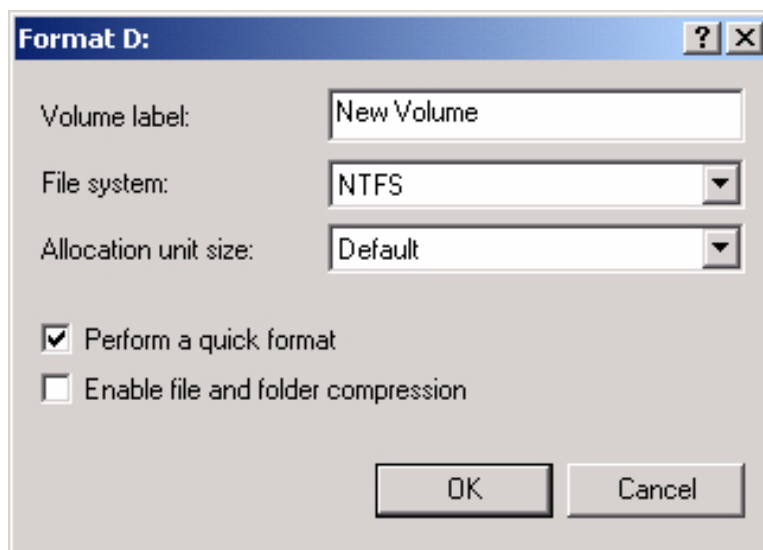 Format D:
Volume label: New Volume
File system: NTFS
Allocation unit size: Default
Perform a quick format
Enable file and folder compression
OK Cancel